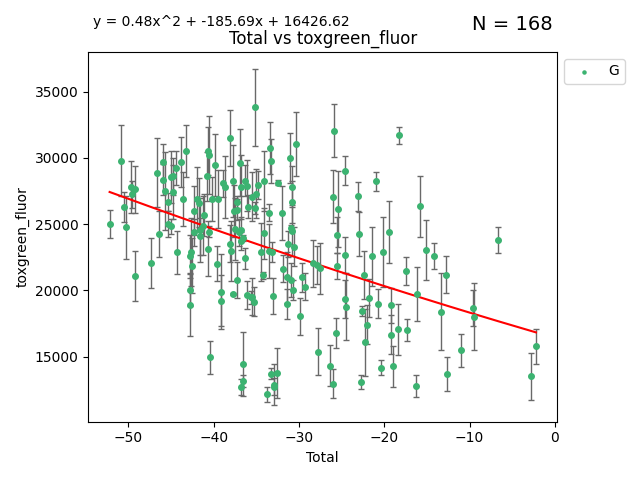 y = 0.48x^2 + -185.69x + 16426.62
N = 168
Total vs toxgreen_fluor
G
35000
30000
25000
20000
15000
toxgreen_fluor
−50 −40 −30 −20 −10 0
Total